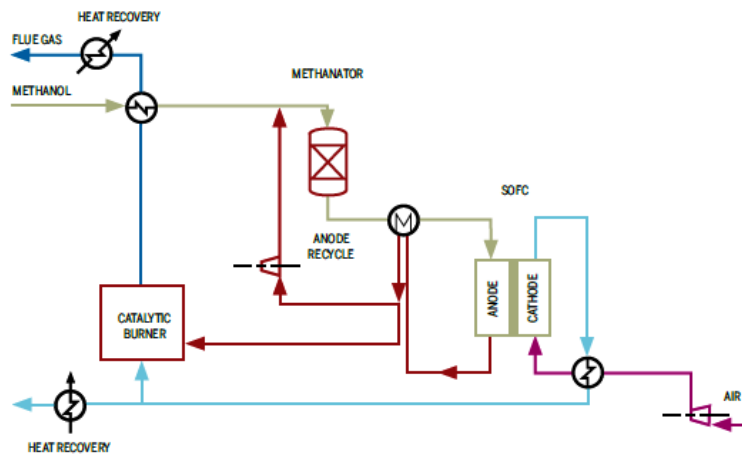 HEAT RECOVERY
FLUE GAS
METHANOL
METHANATOR
SOFC
ANODE
RECYCLE
ANODE
CATHODE
CATALYTIC
BURNER
AIR
HEAT RECOVERY